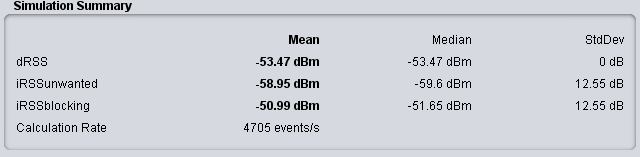 Simulation Summary
Mean Median StdDev
dRSS -53.47 dBm -53.47 dBm 0 dB
iRSSunwanted -58.95 dBm -59.6 dBm 12.55 dB
iRSSblocking -50.99 dBm -51.65 dBm 12.55 dB
Calculation Rate 4705 events/s